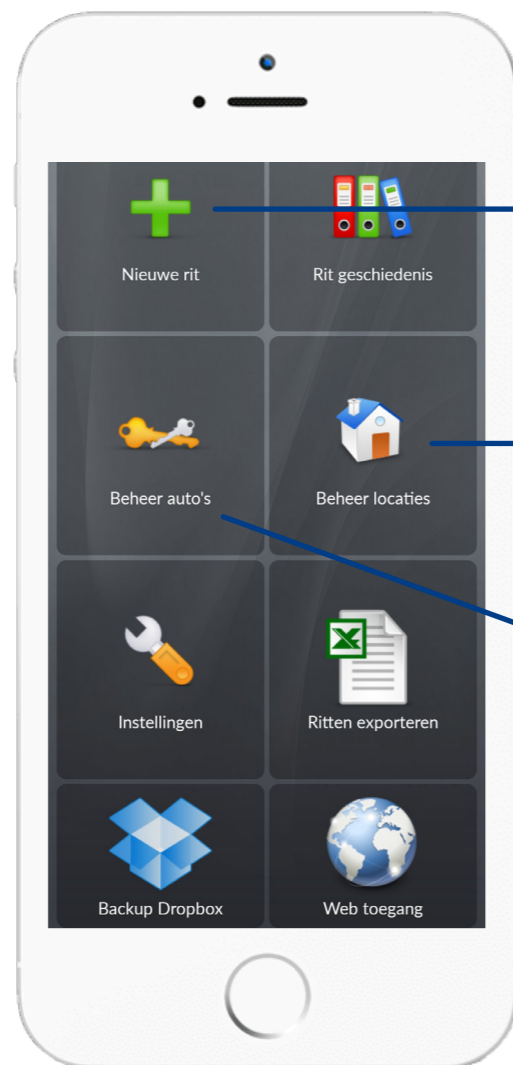 Nieuwe rit
Rit geschiedenis
Beheer auto's
Beheer locaties
Instellingen
Ritten exporteren
Backup Dropbox
Web toegang